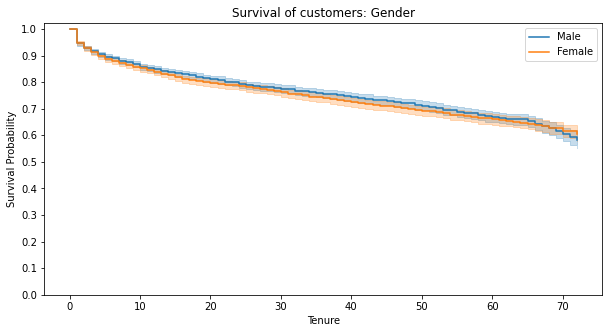 Survival of customers: Gender
Male
Female
1.0
0.9
0.8
0.7
0.6
0.5
0.4
0.3
0.2
0.1
0.0
Survival Probability
0 10 20 30 40 50 60 70
Tenure